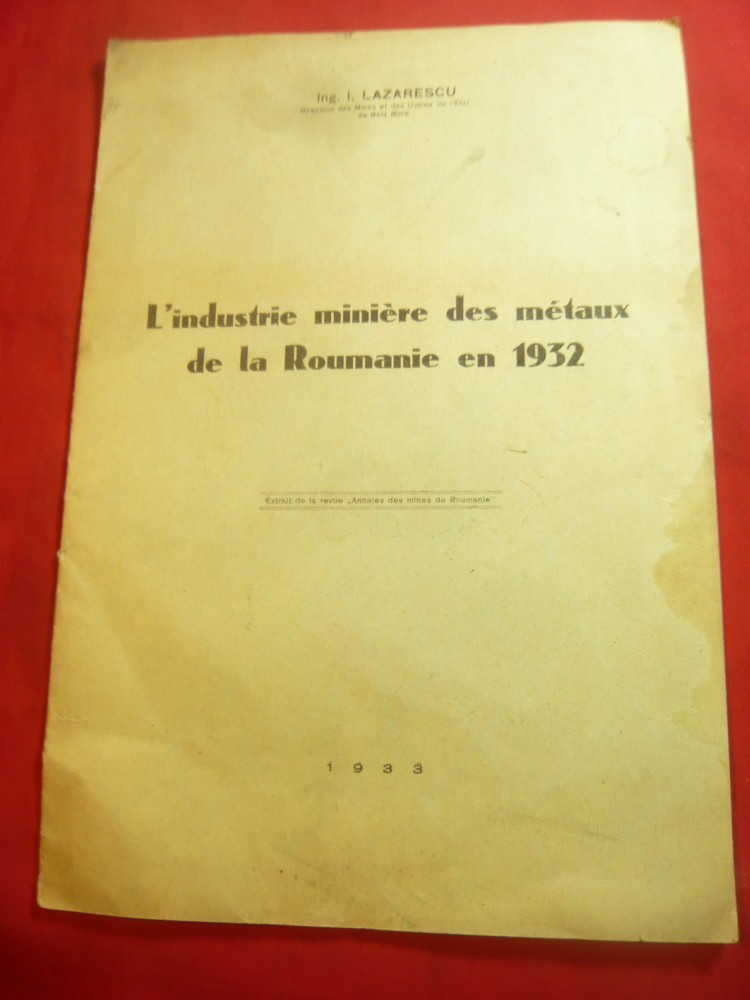 Ing. I. LAZARESCU
Directeur des Mines et des Usines de l'Etat
de Baia Mare
L'industrie minière des métaux
de la Roumanie en 1932
Extrait de la revue „Annales des mines de Roumanie"
1933